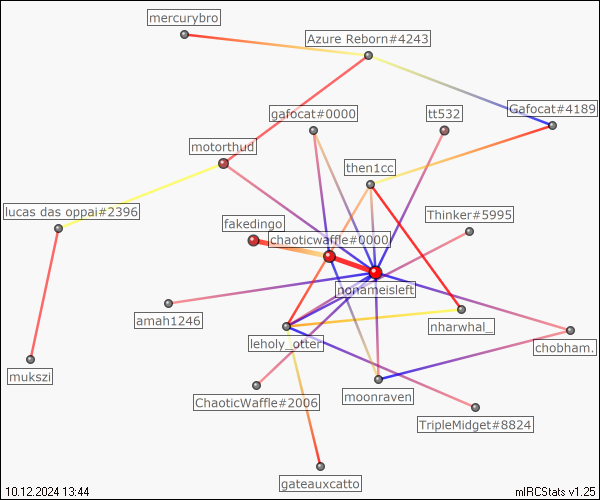 mercurybro
Azure Reborn#4243
gafocat#0000
tt532
Gafocat#4189
motorthud
then1cc
lucas das oppai#2396
Thinker#5995
fakedingo
chaoticwaffle#0000
nonameisleft
amah1246
nharwhal_
leholy_otter
chobham.
mukszi
moonraven
ChaoticWaffle#2006
TripleMidget#8824
gateauxcatto
10.12.2024 13:44
mIRCStats v1.25